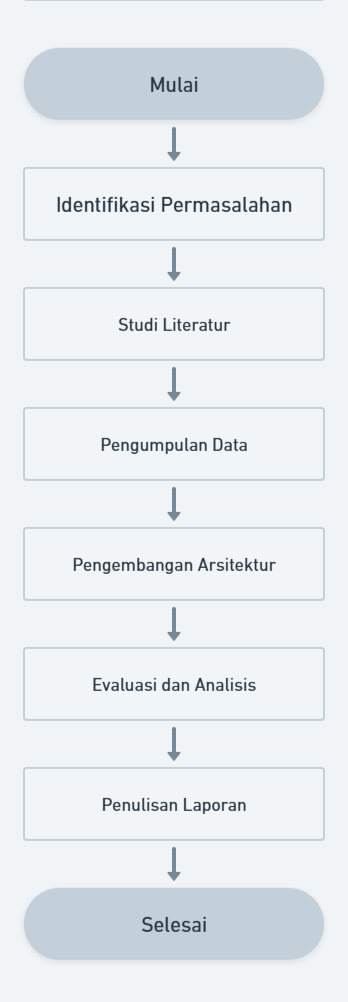 Mulai
Identifikasi Permasalahan
Studi Literatur
Pengumpulan Data
Pengembangan Arsitektur
Evaluasi dan Analisis
Penulisan Laporan
Selesai